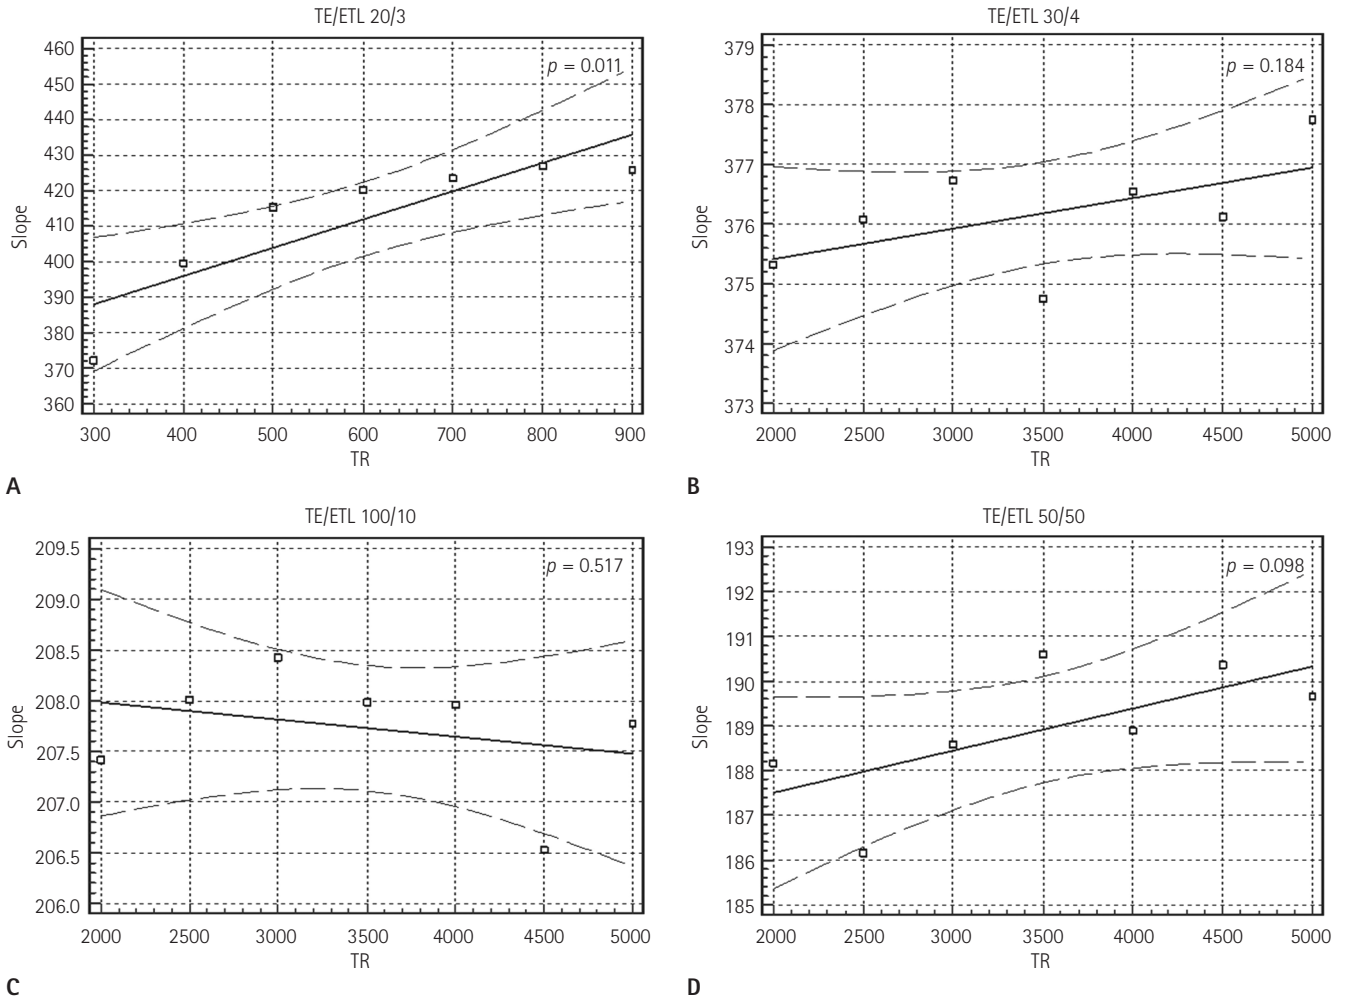 TE/ETL 20/3
460
450
440
430
420
410
400
390
380
370
360
Slope
p = 0.011
300 400 500 600 700 800 900
TR
A
TE/ETL 30/4
379
378
377
376
375
374
373
Slope
p = 0.184
2000 2500 3000 3500 4000 4500 5000
TR
B
TE/ETL 100/10
209.5
209.0
208.5
208.0
207.5
207.0
206.5
206.0
Slope
p = 0.517
2000 2500 3000 3500 4000 4500 5000
TR
C
TE/ETL 50/50
193
192
191
190
189
188
187
186
185
Slope
p = 0.098
2000 2500 3000 3500 4000 4500 5000
TR
D